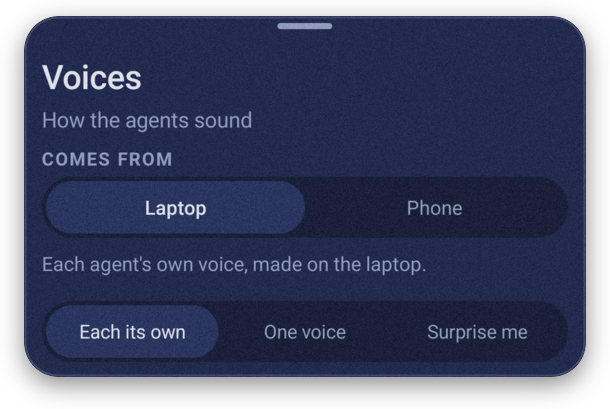 Voices
How the agents sound
COMES FROM
Laptop Phone
Each agent's own voice, made on the laptop.
Each its own One voice Surprise me